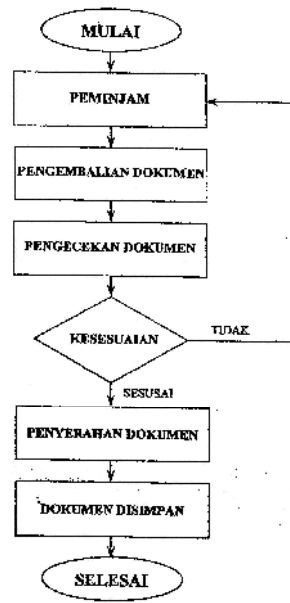 MULAI
PEMINJAM
PENGEMBALIAN DOKUMEN
PENGECEKAN DOKUMEN
KESESUAIAN
TIDAK
SESUSAI
PENYERAHAN DOKUMEN
DOKUMEN DISIMPAN
SELESAI